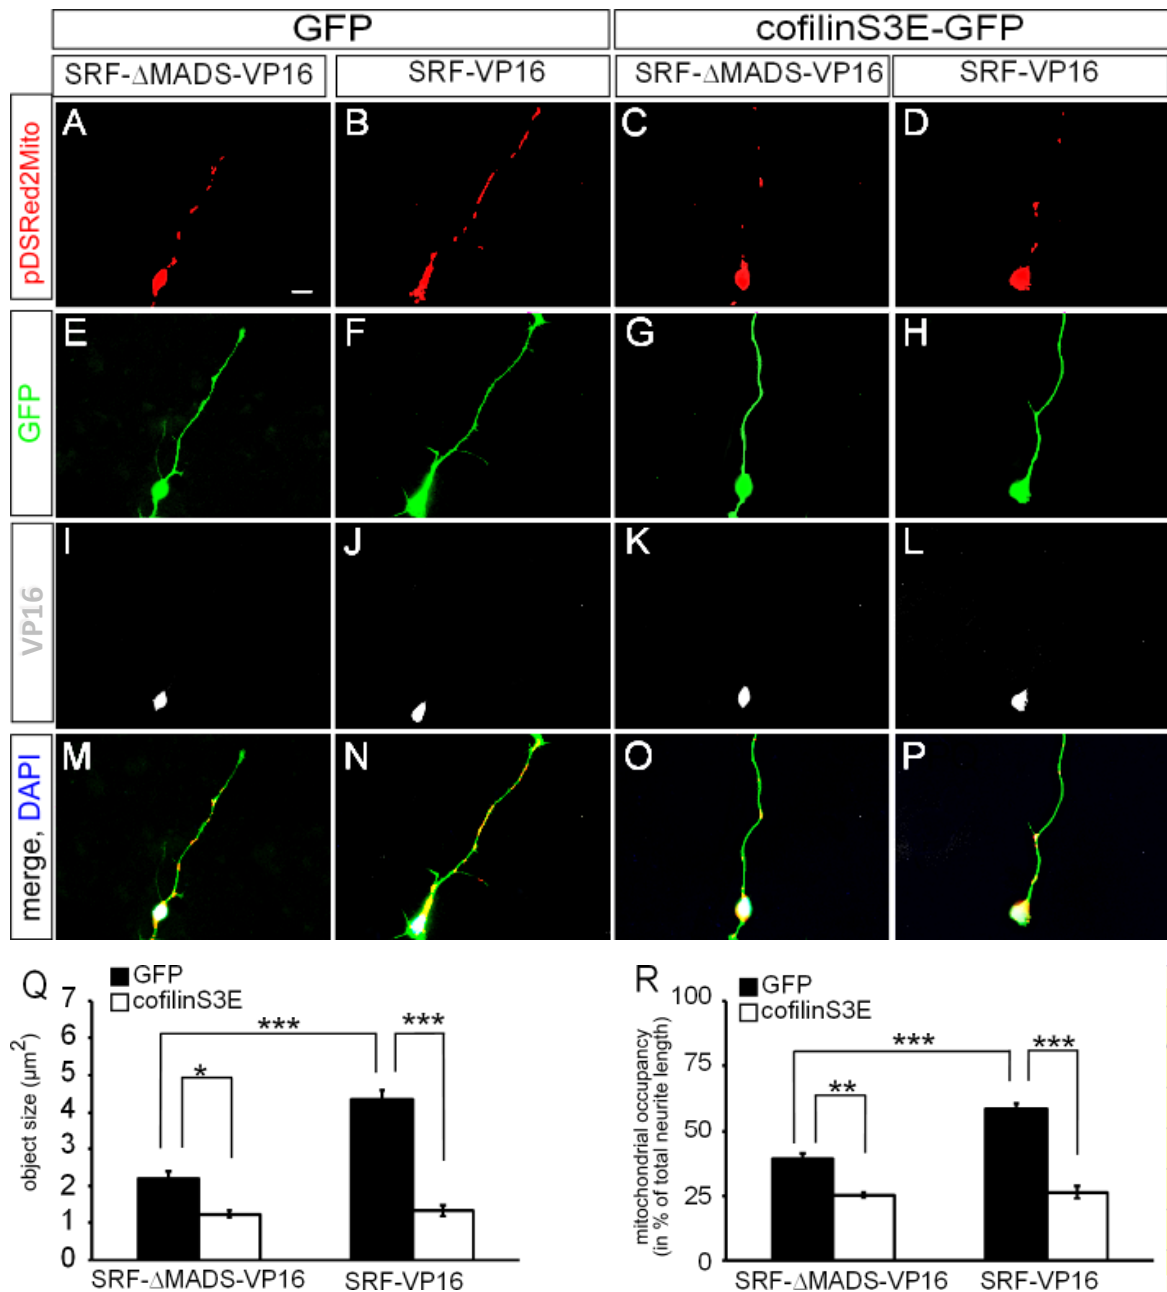 GFP
cofilinS3E-GFP
SRF-ΔMADS-VP16
SRF-VP16
SRF-ΔMADS-VP16
SRF-VP16
pDSRed2Mito
A
B
C
D
GFP
E
F
G
H
VP16
I
J
K
L
merge, DAPI
M
N
O
P
Q
GFP
cofilinS3E
object size (µm²)
7
6
5
4
3
2
1
0
***
***
*
SRF-ΔMADS-VP16
SRF-VP16
R
GFP
cofilinS3E
mitochondrial occupancy
(in % of total neurite length)
100
75
50
25
0
***
***
**
SRF-ΔMADS-VP16
SRF-VP16